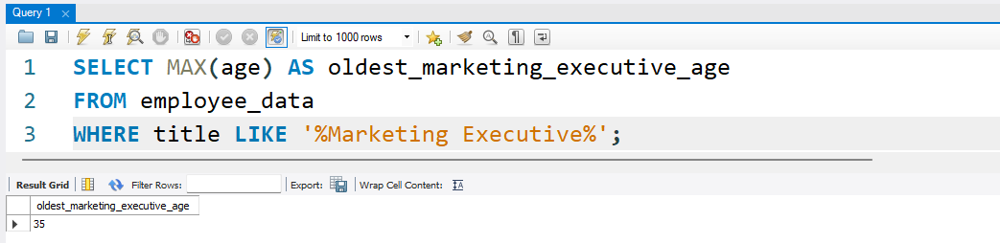 Query 1
Limit to 1000 rows
1 SELECT MAX(age) AS oldest_marketing_executive_age
2 FROM employee_data
3 WHERE title LIKE '%Marketing Executive%';
Result Grid Filter Rows: Export: Wrap Cell Content:
oldest_marketing_executive_age
35